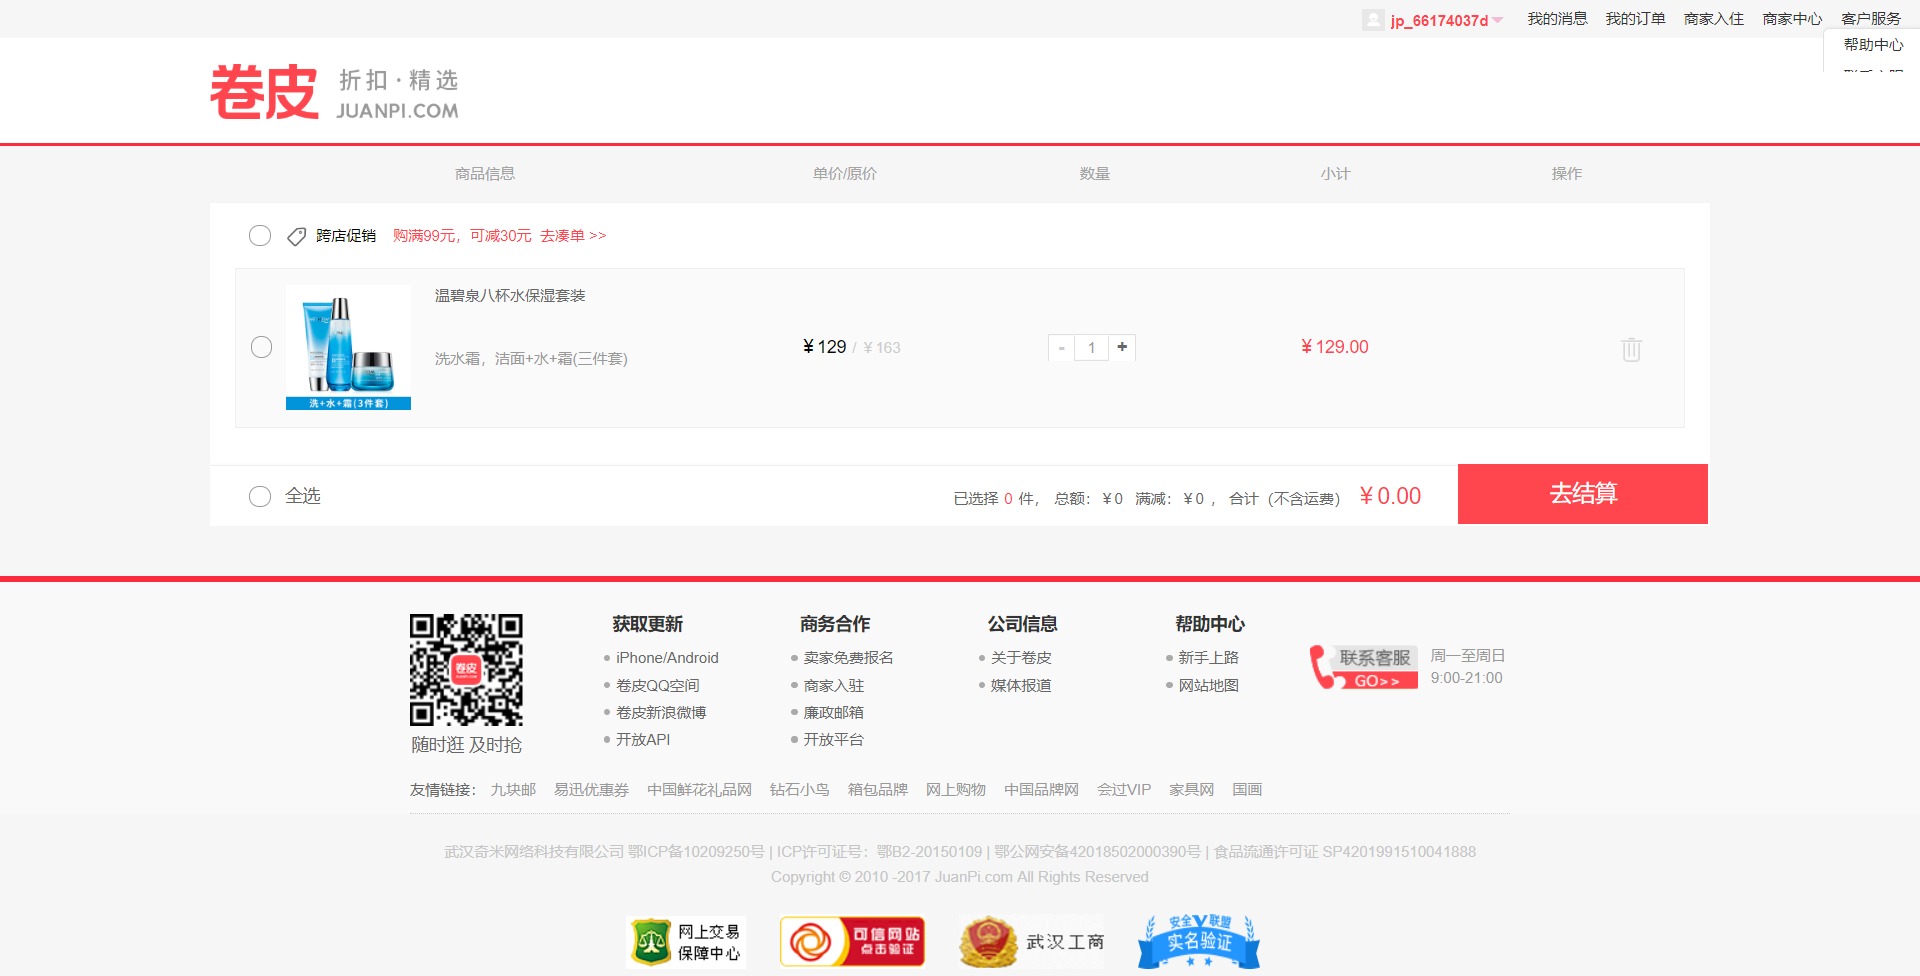 jp_66174037d 我的消息 我的订单 商家入住 商家中心 客户服务
帮助中心
卷皮 折扣·精选
JUANPI.COM
商品信息 单价/原价 数量 小计 操作
跨店促销 购满99元，可减30元 去凑单 >>
温碧泉八杯水保湿套装
洗水霜，洁面+水+霜(三件套)
¥129 / ¥163 - 1 + ¥129.00
洗+水+霜(3件套)
全选 已选择 0 件， 总额：¥0 满减：¥0 ， 合计（不含运费） ¥0.00 去结算
获取更新 商务合作 公司信息 帮助中心
iPhone/Android 卖家免费报名 关于卷皮 新手上路
卷皮QQ空间 商家入驻 媒体报道 网站地图
卷皮新浪微博 廉政邮箱
开放API 开放平台
卷皮
随时逛 及时抢
联系客服 周一至周日
GO>> 9:00-21:00
友情链接： 九块邮 易迅优惠券 中国鲜花礼品网 钻石小鸟 箱包品牌 网上购物 中国品牌网 会过VIP 家具网 国画
武汉奇米网络科技有限公司 鄂ICP备10209250号 | ICP许可证号：鄂B2-20150109 | 鄂公网安备42018502000390号 | 食品流通许可证 SP4201991510041888
Copyright © 2010 -2017 JuanPi.com All Rights Reserved
网上交易
保障中心
可信网站
点击验证
武汉工商
安全联盟
实名验证